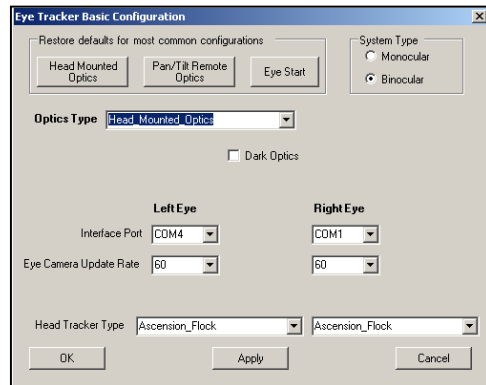 Eye Tracker Basic Configuration
Restore defaults for most common configurations
Head Mounted
Optics
Pan/Tilt Remote
Optics
Eye Start
System Type
Monocular
Binocular
Optics Type Head_Mounted_Optics
Dark Optics
Left Eye Right Eye
Interface Port COM4 COM1
Eye Camera Update Rate 60 60
Head Tracker Type Ascension_Flock Ascension_Flock
OK Apply Cancel